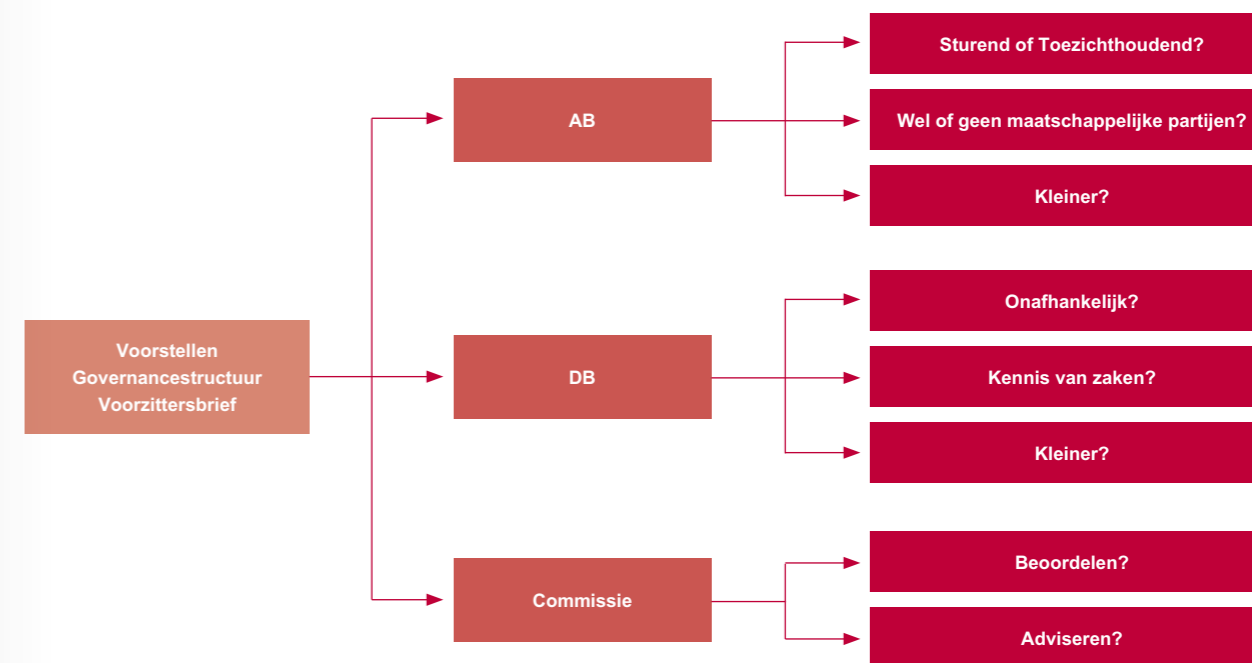 Voorstellen
Governancestructuur
Voorzittersbrief
AB
Sturend of Toezichthoudend?
Wel of geen maatschappelijke partijen?
Kleiner?
DB
Onafhankelijk?
Kennis van zaken?
Kleiner?
Commissie
Beoordelen?
Adviseren?